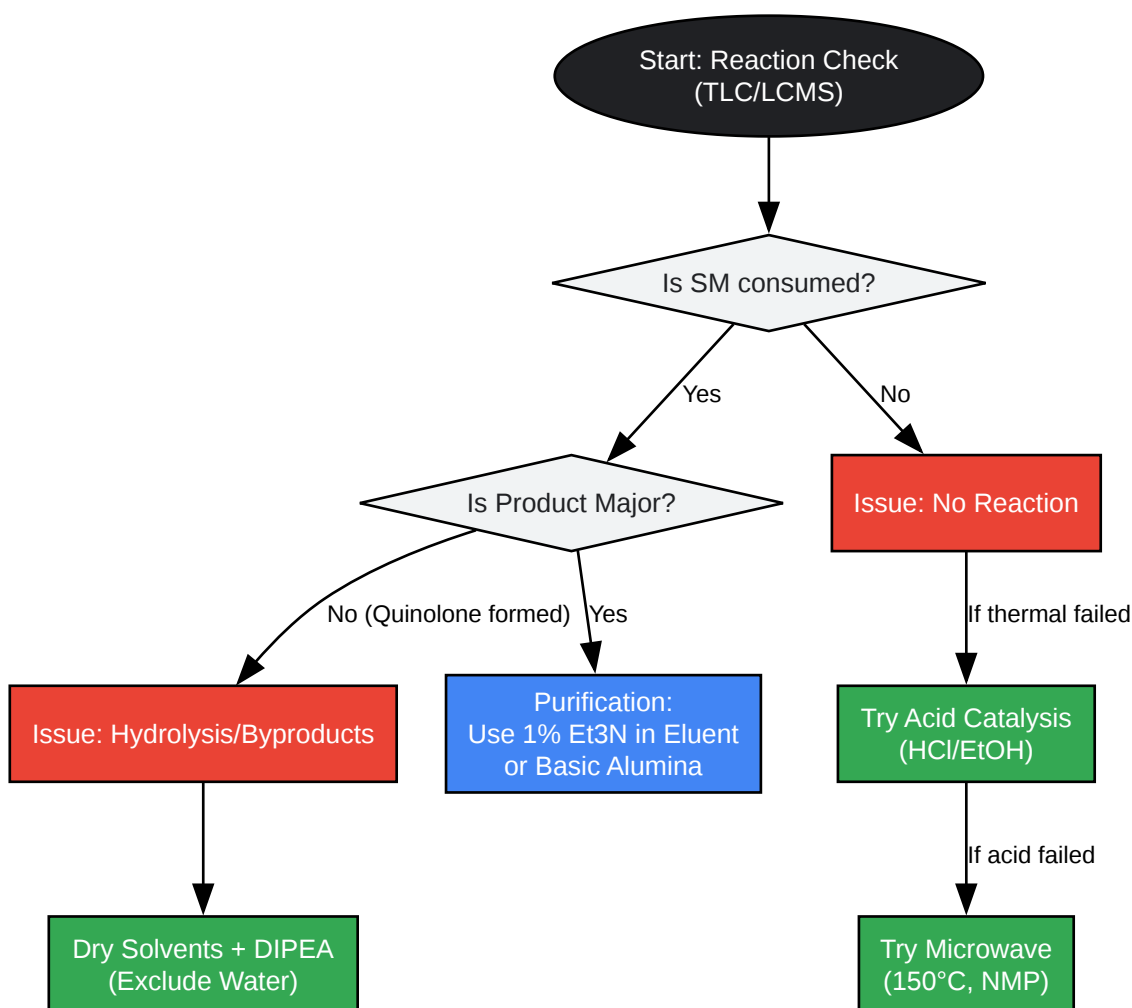 Start: Reaction Check
(TLC/LCMS)
Is SM consumed?
Yes
No
Is Product Major?
Issue: No Reaction
No (Quinolone formed)
Yes
If thermal failed
Issue: Hydrolysis/Byproducts
Purification:
Use 1% Et3N in Eluent
or Basic Alumina
Try Acid Catalysis
(HCl/EtOH)
If acid failed
Dry Solvents + DIPEA
(Exclude Water)
Try Microwave
(150°C, NMP)